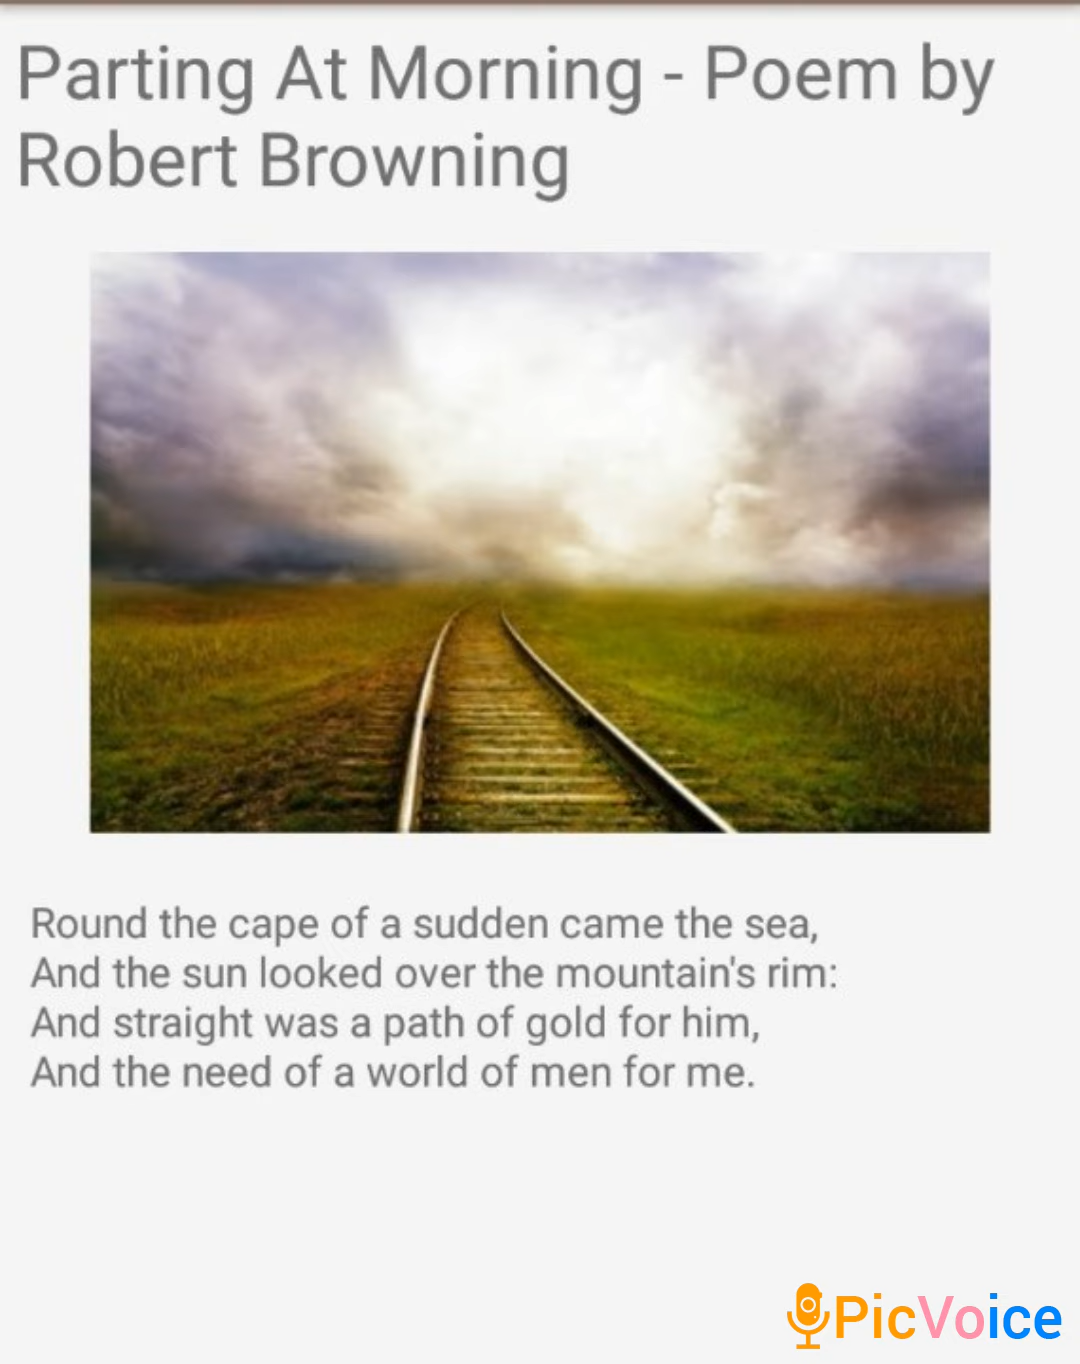 Parting At Morning - Poem by
Robert Browning
Round the cape of a sudden came the sea,
And the sun looked over the mountain's rim:
And straight was a path of gold for him,
And the need of a world of men for me.
PicVoice